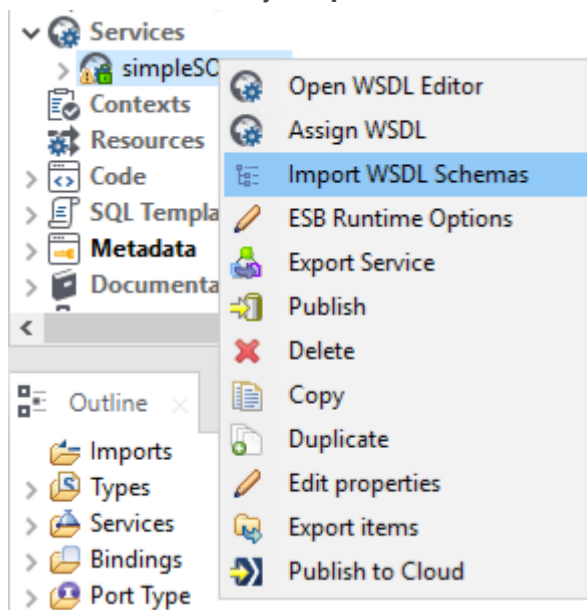 Services
simpleSO
Contexts
Resources
Code
SQL Templa
Metadata
Documenta
Open WSDL Editor
Assign WSDL
Import WSDL Schemas
ESB Runtime Options
Export Service
Publish
Delete
Copy
Duplicate
Edit properties
Export items
Publish to Cloud
Outline
Imports
Types
Services
Bindings
Port Type